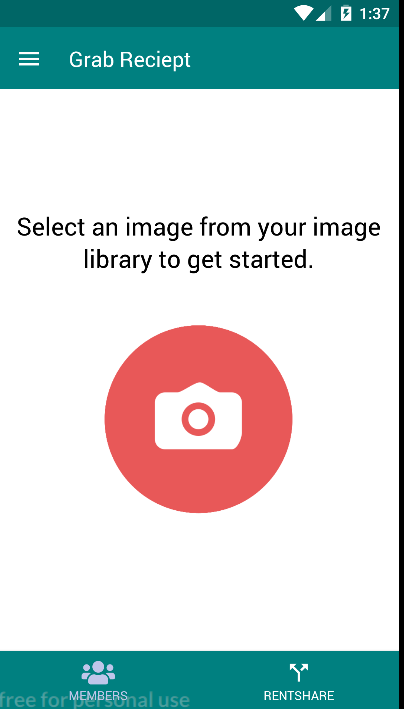 1:37
Grab Reciept
Select an image from your image
library to get started.
MEMBERS
RENTSHARE
free for personal use